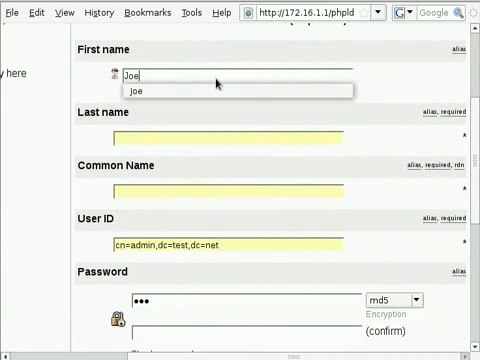 File Edit View History Bookmarks Tools Help http://172.16.1.1/phpld Google
First name alias
y here
Joe
Joe
Last name alias, required
*
Common Name alias, required, rdn
*
User ID alias, required
cn=admin,dc=test,dc=net *
Password alias
●●● md5
Encryption
(confirm)